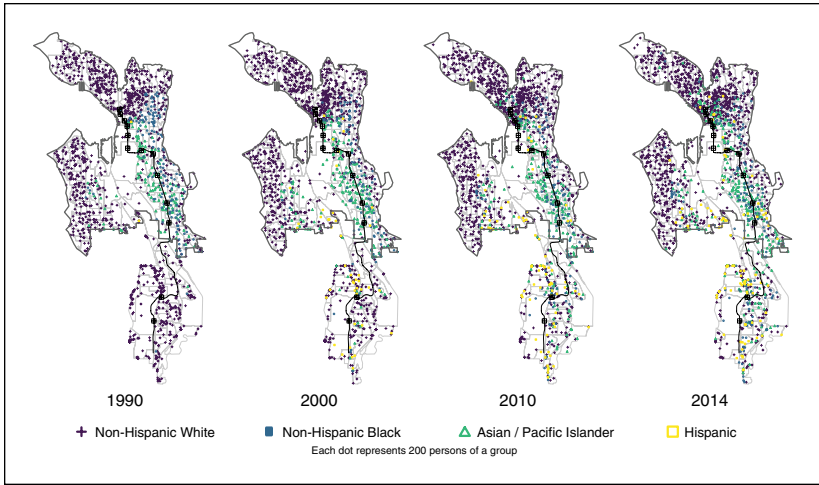 1990 2000 2010 2014
Non-Hispanic White Non-Hispanic Black Asian / Pacific Islander Hispanic
Each dot represents 200 persons of a group